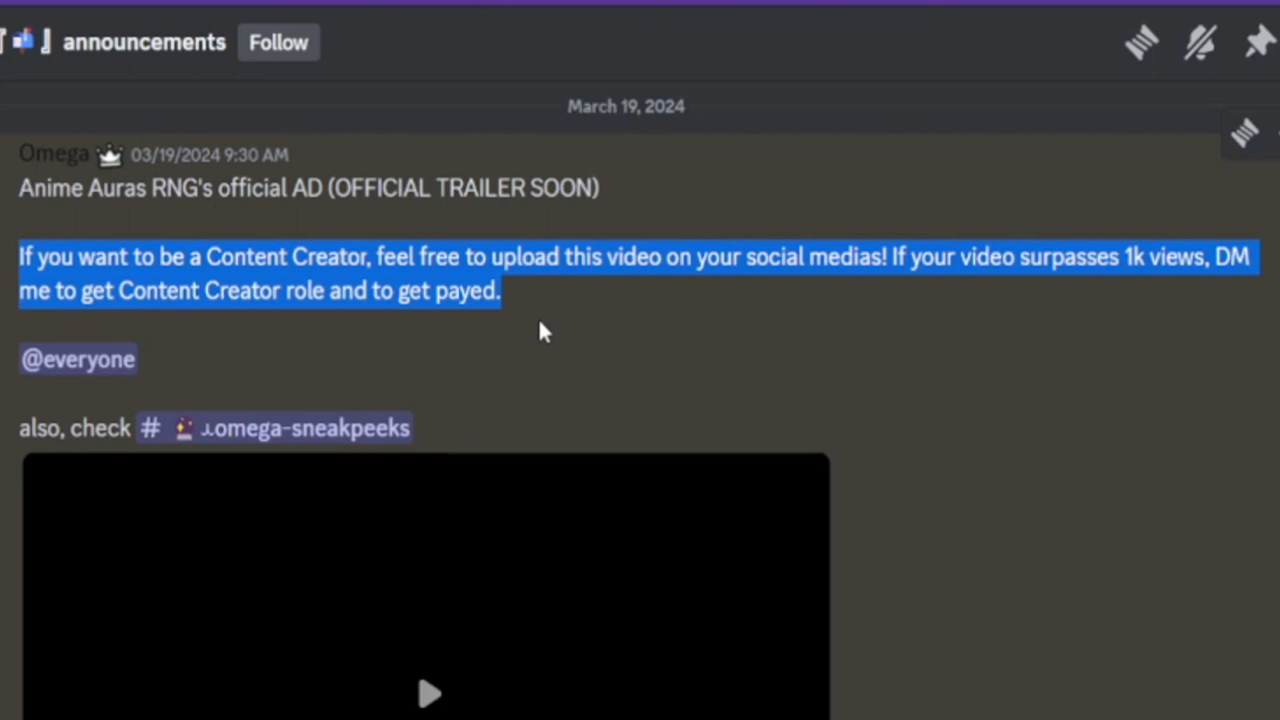 announcements Follow
March 19, 2024
Omega 03/19/2024 9:30 AM
Anime Auras RNG's official AD (OFFICIAL TRAILER SOON)
If you want to be a Content Creator, feel free to upload this video on your social medias! If your video surpasses 1k views, DM
me to get Content Creator role and to get payed.
@everyone
also, check # omega-sneakpeeks